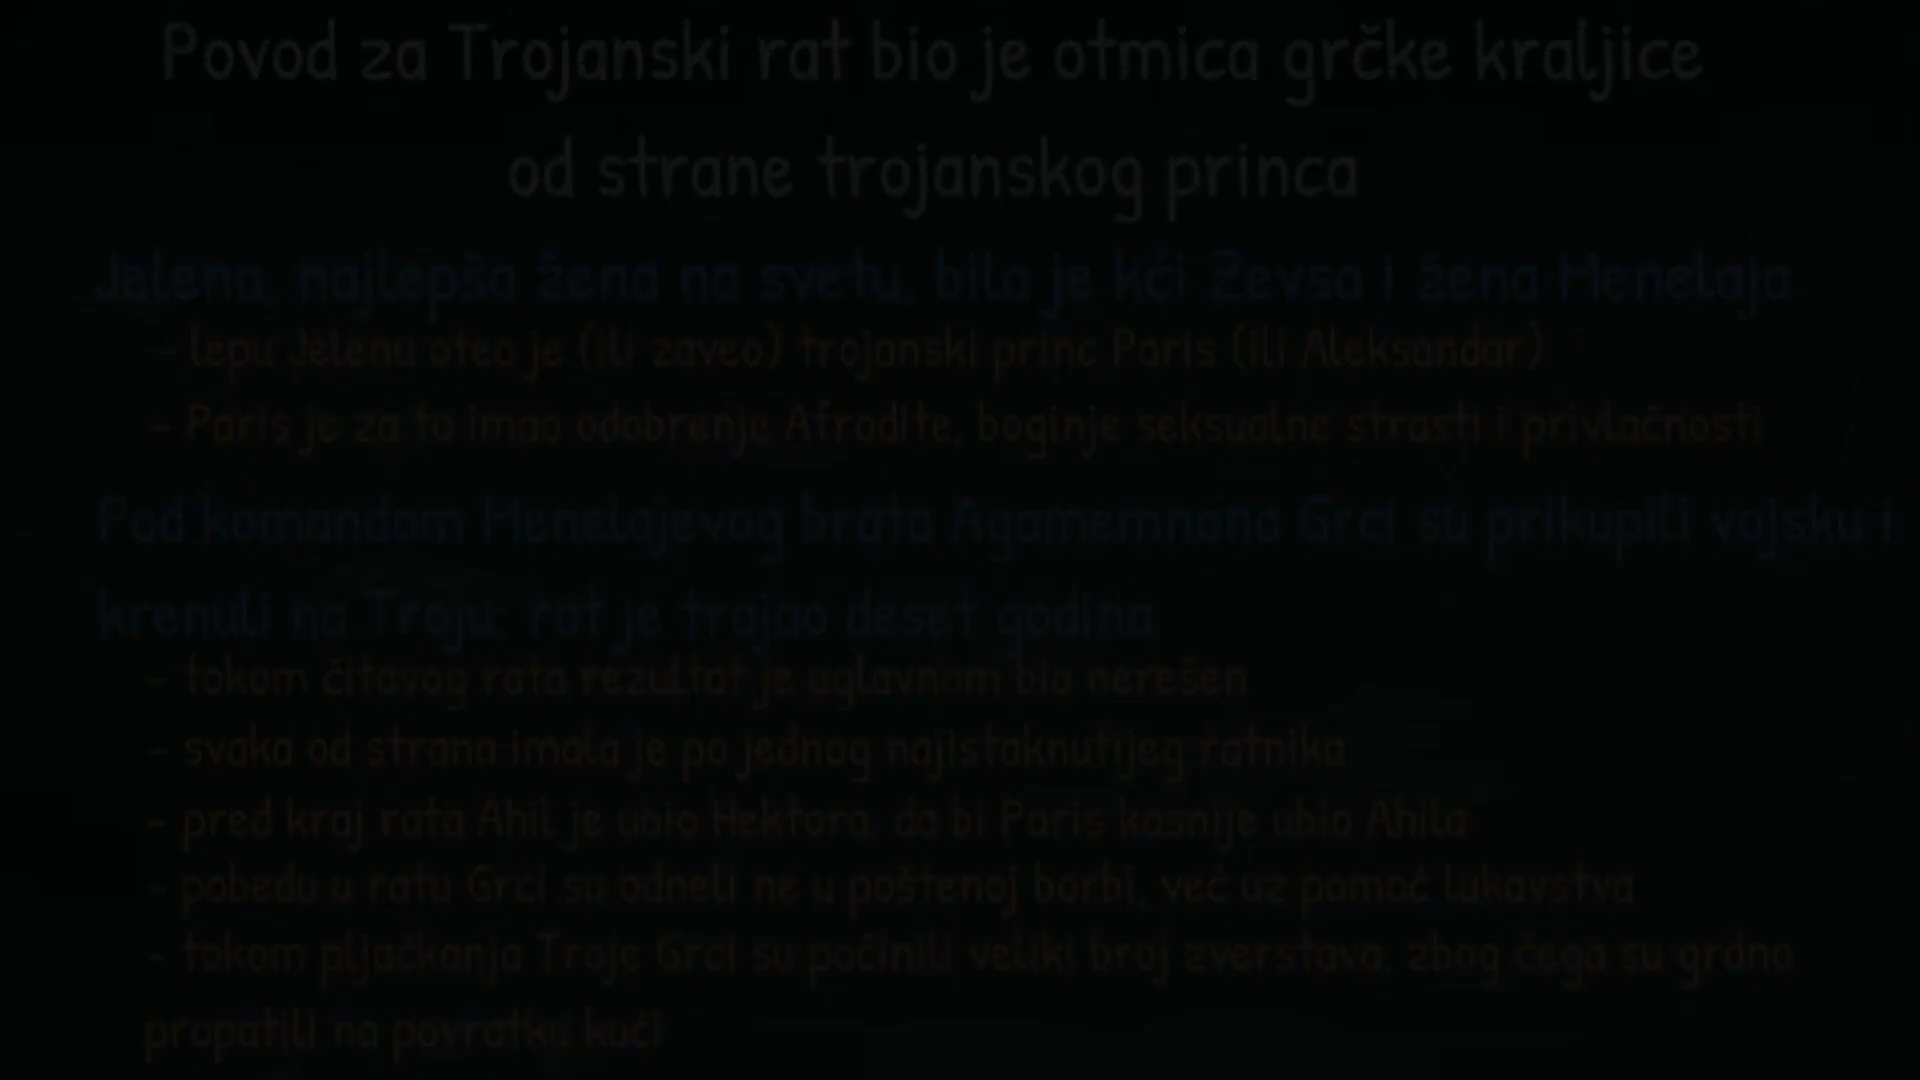 Povod za Trojanski rat bio je otmica grčke kraljice
od strane trojanskog princa
Jelena, najlepša žena na svetu, bila je kći Zevsa i žena Menelaja
- lepu Jelenu oteo je (ili zaveo) trojanski princ Paris (ili Aleksandar)
- Paris je za to imao odobrenje Afrodite, boginje seksualne strasti i privlačnosti
Pod komandom Menelajevog brata Agamemnona Grci su prikupili vojsku i
krenuli na Troju; rat je trajao deset godina
- tokom čitavog rata rezultat je uglavnom bio nerešen
- svaka od strana imala je po jednog najistaknutijeg ratnika
- pred kraj rata Ahil je ubio Hektora, da bi Paris kasnije ubio Ahila
- pobedu u ratu Grci su odneli ne u poštenoj borbi, već uz pomoć lukavstva
- tokom pljačkanja Troje Grci su počinili veliki broj zverstava, zbog čega su grdno
propatili na povratku kući